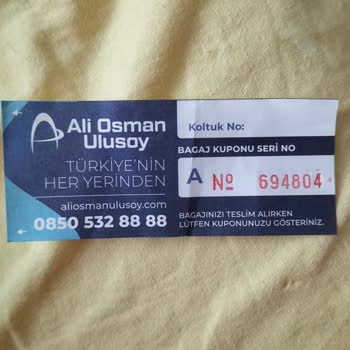 Ali Osman
Ulusoy
TÜRKİYE'NİN
HER YERİNDEN
aliosmanulusoy.com
0850 532 88 88
Koltuk No:
BAGAJ KUPONU SERİ NO
A № 694804
BAGAJINIZI TESLİM ALIRKEN
LÜTFEN KUPONUNUZU GÖSTERİNİZ.